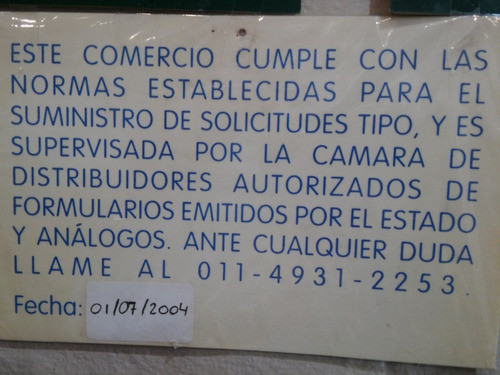 ESTE COMERCIO CUMPLE CON LAS
NORMAS ESTABLECIDAS PARA EL
SUMINISTRO DE SOLICITUDES TIPO, Y ES
SUPERVISADA POR LA CAMARA DE
DISTRIBUIDORES AUTORIZADOS DE
FORMULARIOS EMITIDOS POR EL ESTADO
Y ANÁLOGOS. ANTE CUALQUIER DUDA
LLAME AL 011-4931-2253.
Fecha: 01/07/2004